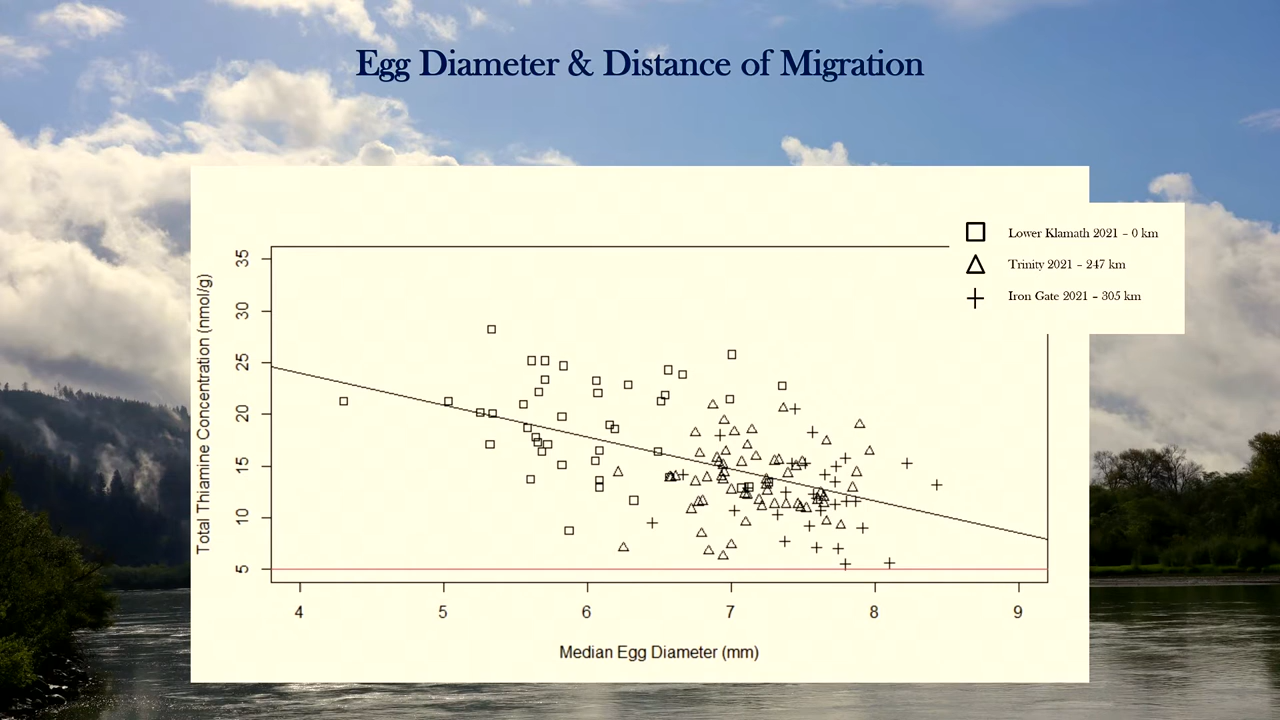 Egg Diameter & Distance of Migration
Lower Klamath 2021 – 0 km
Trinity 2021 – 247 km
Iron Gate 2021 – 305 km
Total Thiamine Concentration (nmol/g)
35
30
25
20
15
10
5
4 5 6 7 8 9
Median Egg Diameter (mm)